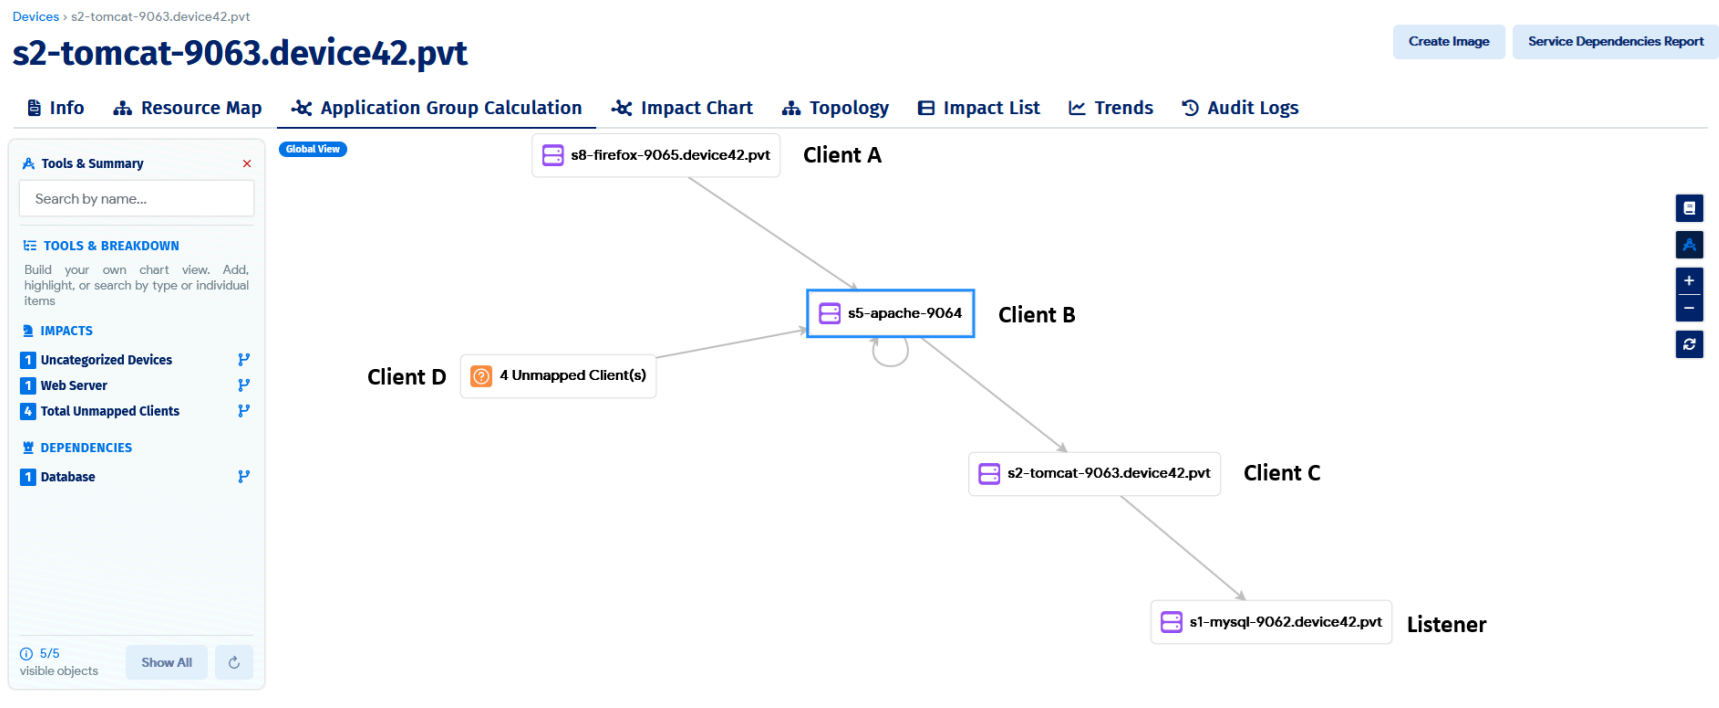 Devices › s2-tomcat-9063.device42.pvt
s2-tomcat-9063.device42.pvt
Create Image
Service Dependencies Report
Info
Resource Map
Application Group Calculation
Impact Chart
Topology
Impact List
Trends
Audit Logs
Tools & Summary
×
Search by name...
TOOLS & BREAKDOWN
Build your own chart view. Add,
highlight, or search by type or individual
items
IMPACTS
1 Uncategorized Devices
1 Web Server
4 Total Unmapped Clients
DEPENDENCIES
1 Database
5/5
visible objects
Show All
Global View
s8-firefox-9065.device42.pvt
Client A
s5-apache-9064
Client B
Client D
4 Unmapped Client(s)
s2-tomcat-9063.device42.pvt
Client C
s1-mysql-9062.device42.pvt
Listener